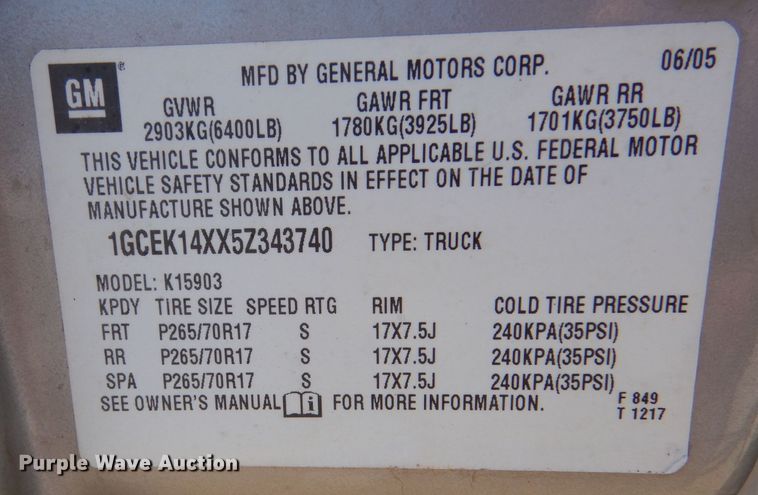 GM
MFD BY GENERAL MOTORS CORP. 06/05
GVWR GAWR FRT GAWR RR
2903KG(6400LB) 1780KG(3925LB) 1701KG(3750LB)
THIS VEHICLE CONFORMS TO ALL APPLICABLE U.S. FEDERAL MOTOR
VEHICLE SAFETY STANDARDS IN EFFECT ON THE DATE OF
MANUFACTURE SHOWN ABOVE.
1GCEK14XX5Z343740 TYPE: TRUCK
MODEL: K15903
KPDY TIRE SIZE SPEED RTG RIM COLD TIRE PRESSURE
FRT P265/70R17 S 17X7.5J 240KPA(35PSI)
RR P265/70R17 S 17X7.5J 240KPA(35PSI)
SPA P265/70R17 S 17X7.5J 240KPA(35PSI)
SEE OWNER'S MANUAL i FOR MORE INFORMATION. F 849
T 1217
Purple Wave Auction